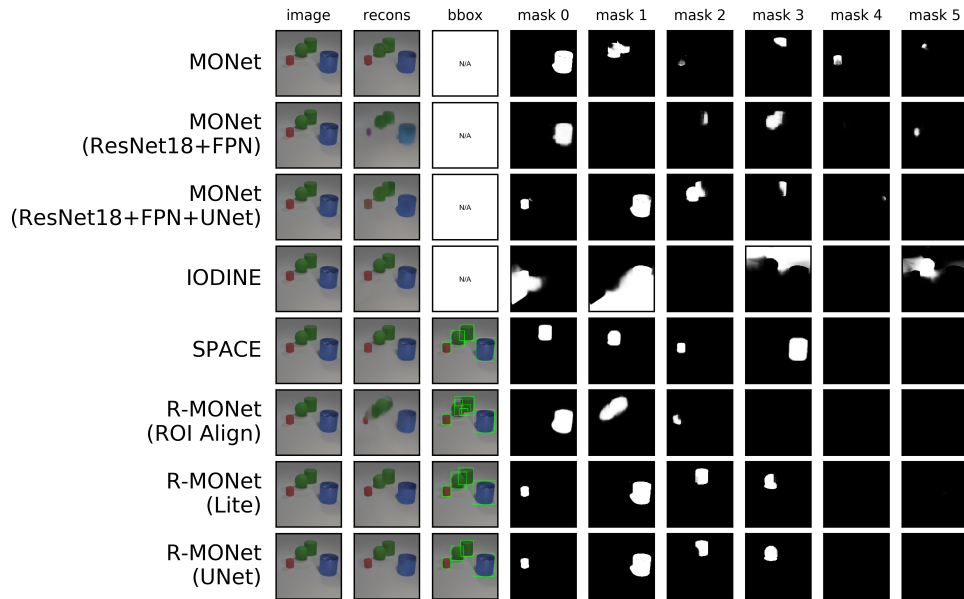 image recons bbox mask 0 mask 1 mask 2 mask 3 mask 4 mask 5
MONet N/A
MONet
(ResNet18+FPN) N/A
MONet
(ResNet18+FPN+UNet) N/A
IODINE N/A
SPACE
R-MONet
(ROI Align)
R-MONet
(Lite)
R-MONet
(UNet)